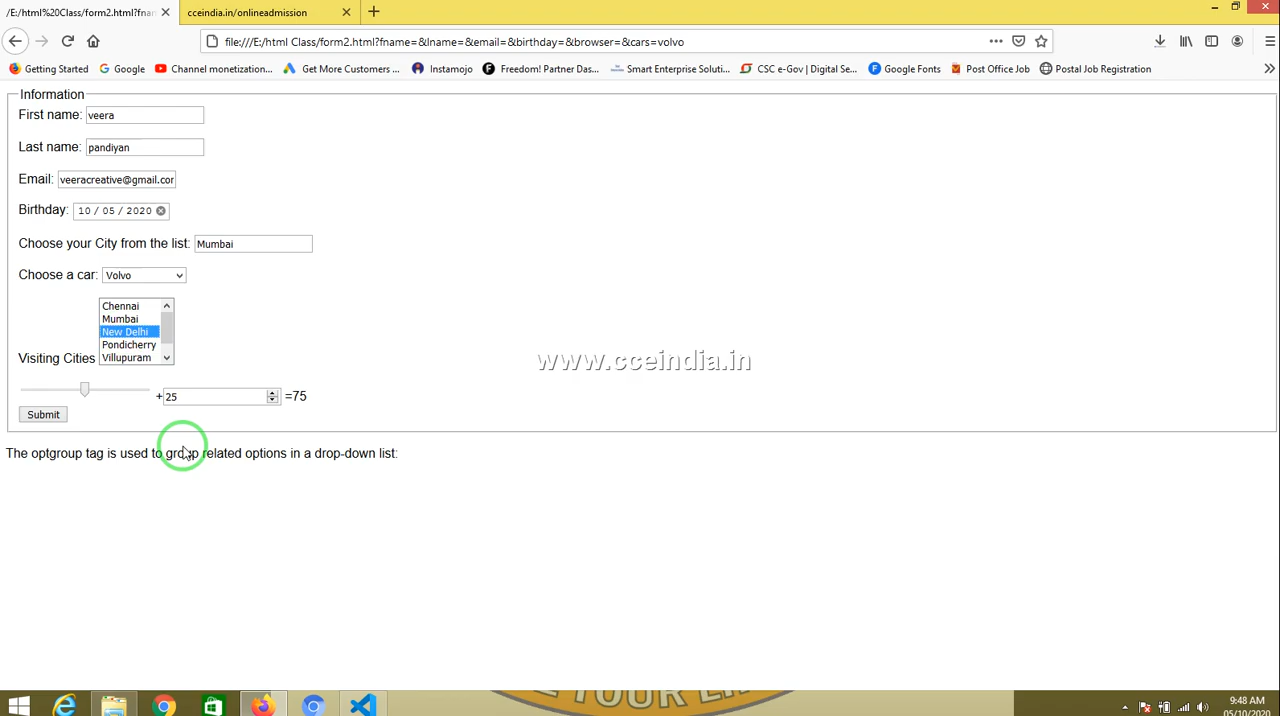 /E:/html%20Class/form2.html?fnam
cceindia.in/onlineadmission
file:///E:/html Class/form2.html?fname=&lname=&email=&birthday=&browser=&cars=volvo
Getting Started Google Channel monetization... Get More Customers ... Instamojo Freedom! Partner Das... Smart Enterprise Soluti... CSC e-Gov | Digital Se... Google Fonts Post Office Job Postal Job Registration
Information
First name: veera
Last name: pandiyan
Email: veeracreative@gmail.cor
Birthday: 10 / 05 / 2020
Choose your City from the list: Mumbai
Choose a car: Volvo
Chennai
Mumbai
New Delhi
Pondicherry
Villupuram
Visiting Cities
www.cceindia.in
+25 =75
Submit
The optgroup tag is used to group related options in a drop-down list:
9:48 AM
05/10/2020